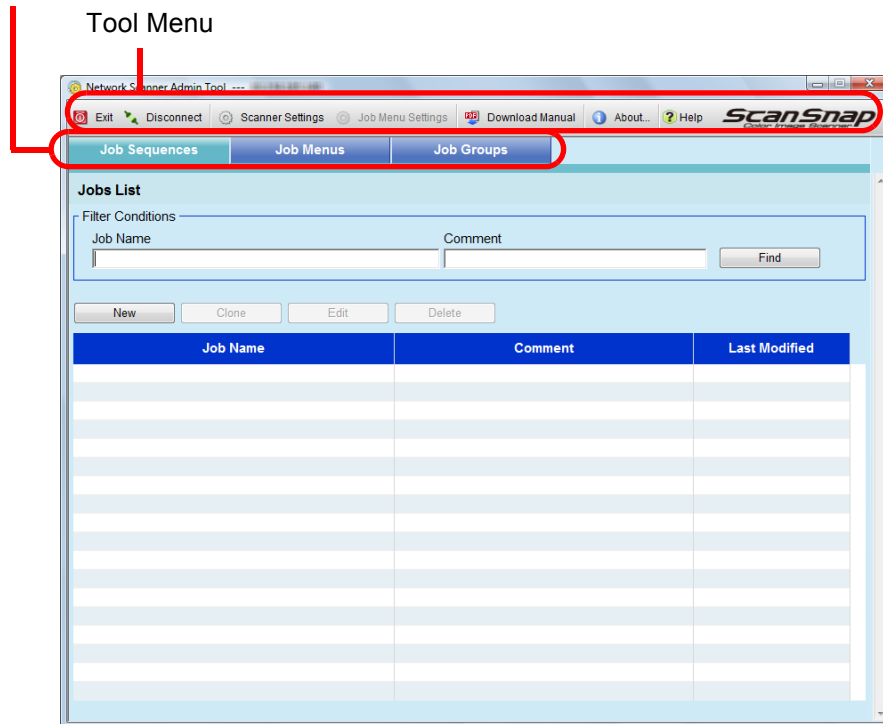 Tool Menu
Network Scanner Admin Tool ---
Exit Disconnect Scanner Settings Job Menu Settings Download Manual About... Help ScanSnap
Color Image Scanner
Job Sequences Job Menus Job Groups
Jobs List
Filter Conditions
Job Name Comment
Find
New Clone Edit Delete
Job Name Comment Last Modified